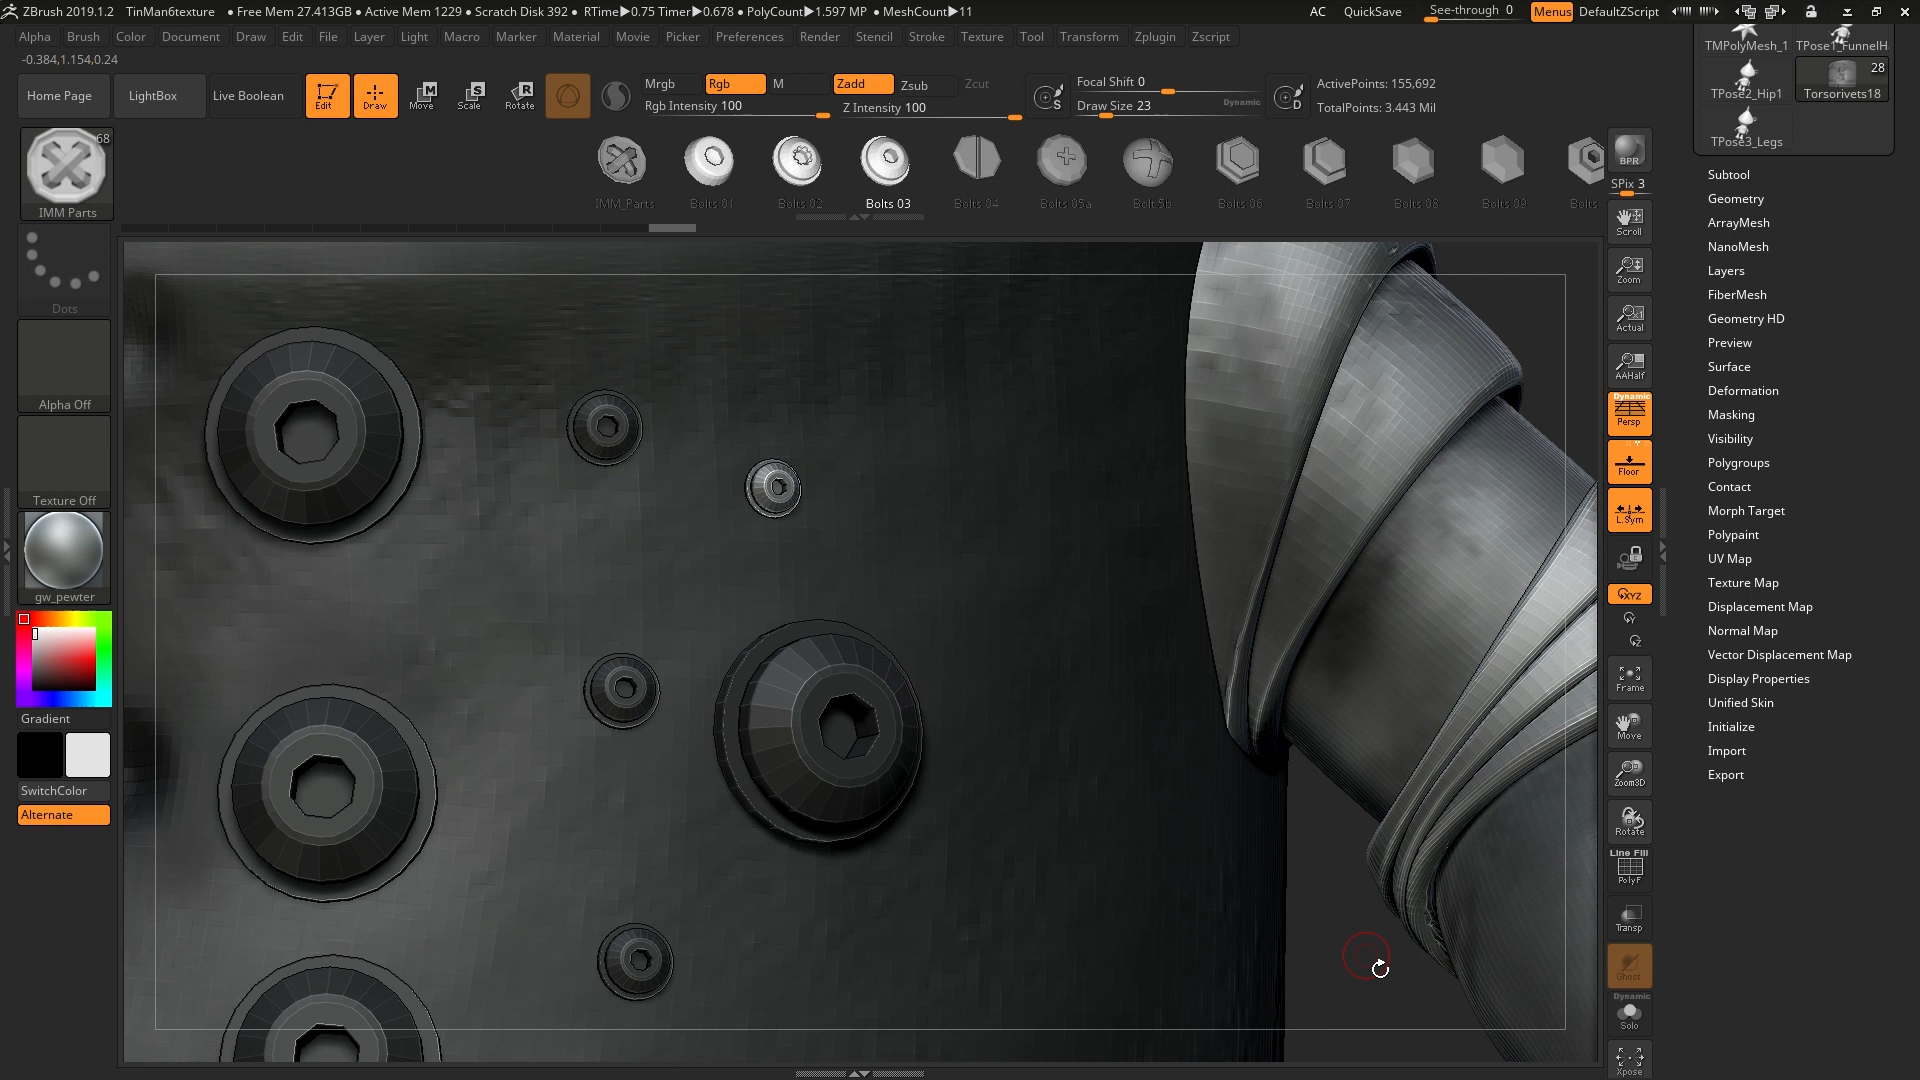 ZBrush 2019.1.2 TinMan6texture • Free Mem 27.413GB • Active Mem 1229 • Scratch Disk 392 • RTime▶0.75 Timer▶0.678 • PolyCount▶1.597 MP • MeshCount▶11 AC QuickSave See-through 0 Menus DefaultZScript
Alpha Brush Color Document Draw Edit File Layer Light Macro Marker Material Movie Picker Preferences Render Stencil Stroke Texture Tool Transform Zplugin Zscript
-0.384,1.154,0.24
Home Page LightBox Live Boolean Edit Draw Move Scale Rotate
Mrgb Rgb M Zadd Zsub Zcut
Rgb Intensity 100 Z Intensity 100
S Focal Shift 0
Draw Size 23 Dynamic
D ActivePoints: 155,692
TotalPoints: 3.443 Mil
68
IMM Parts
IMM_Parts Bolts 01 Bolts 02 Bolts 03 Bolts 04 Bolts 05a Bolt 5b Bolts 06 Bolts 07 Bolts 08 Bolts 09 Bolts
Dots
Alpha Off
Texture Off
gw_pewter
Gradient
SwitchColor
Alternate
BPR
SPix 3
Scroll
Zoom
Actual
AAHalf
Dynamic
Persp
Floor
L.Sym
XYZ
Y
Z
Frame
Move
Zoom3D
Rotate
Line Fill
PolyF
Transp
Ghost
Dynamic
Solo
Xpose
TMPolyMesh_1 TPose1_FunnelH
TPose2_Hip1 28 Torsorivets18
TPose3_Legs
Subtool
Geometry
ArrayMesh
NanoMesh
Layers
FiberMesh
Geometry HD
Preview
Surface
Deformation
Masking
Visibility
Polygroups
Contact
Morph Target
Polypaint
UV Map
Texture Map
Displacement Map
Normal Map
Vector Displacement Map
Display Properties
Unified Skin
Initialize
Import
Export